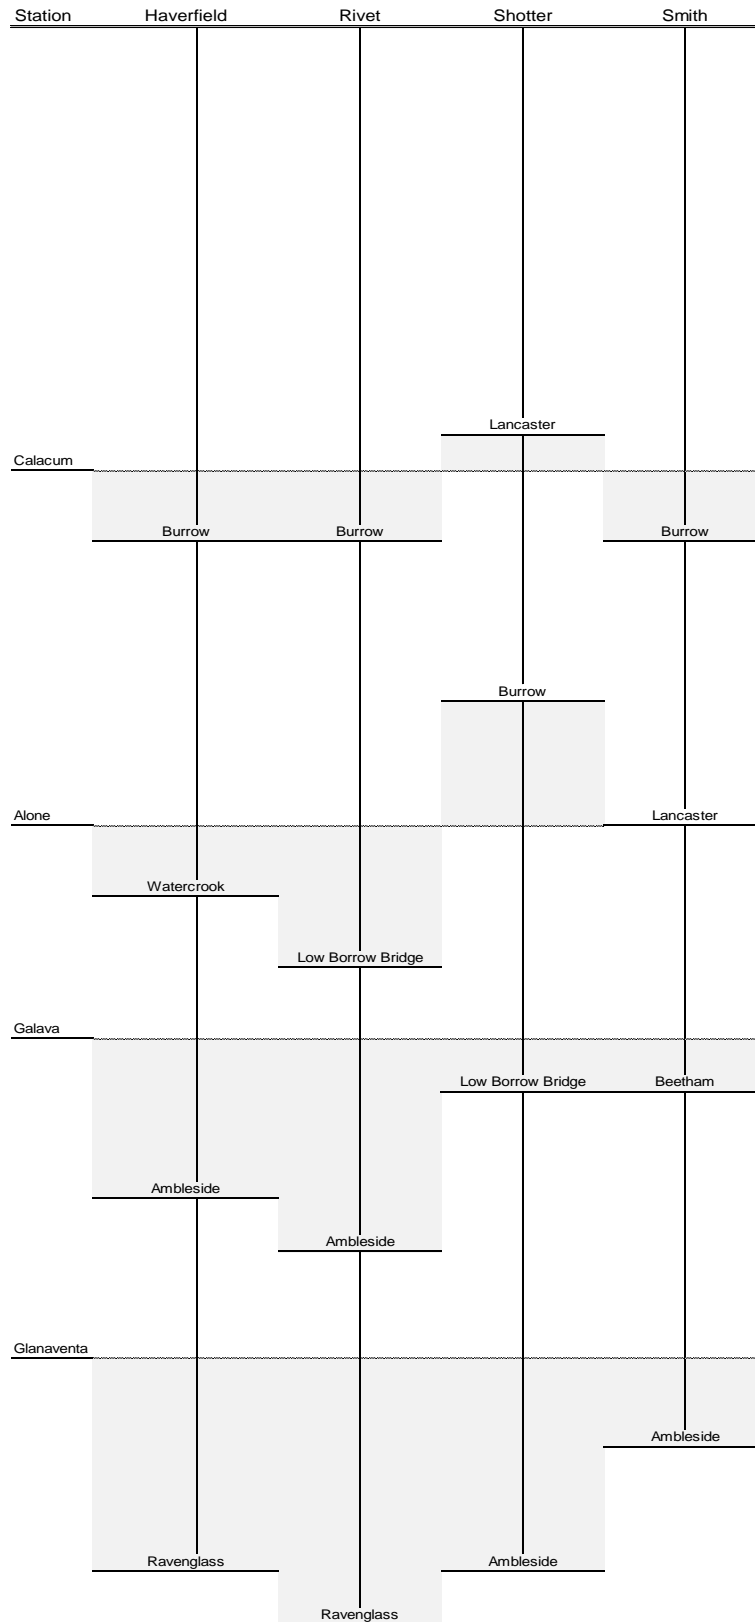 Station Haverfield Rivet Shotter Smith
Lancaster
Calacum
Burrow Burrow Burrow
Burrow
Alone Lancaster
Watercrook
Low Borrow Bridge
Galava
Low Borrow Bridge Beetham
Ambleside
Ambleside
Glanaventa
Ambleside
Ravenglass Ambleside
Ravenglass